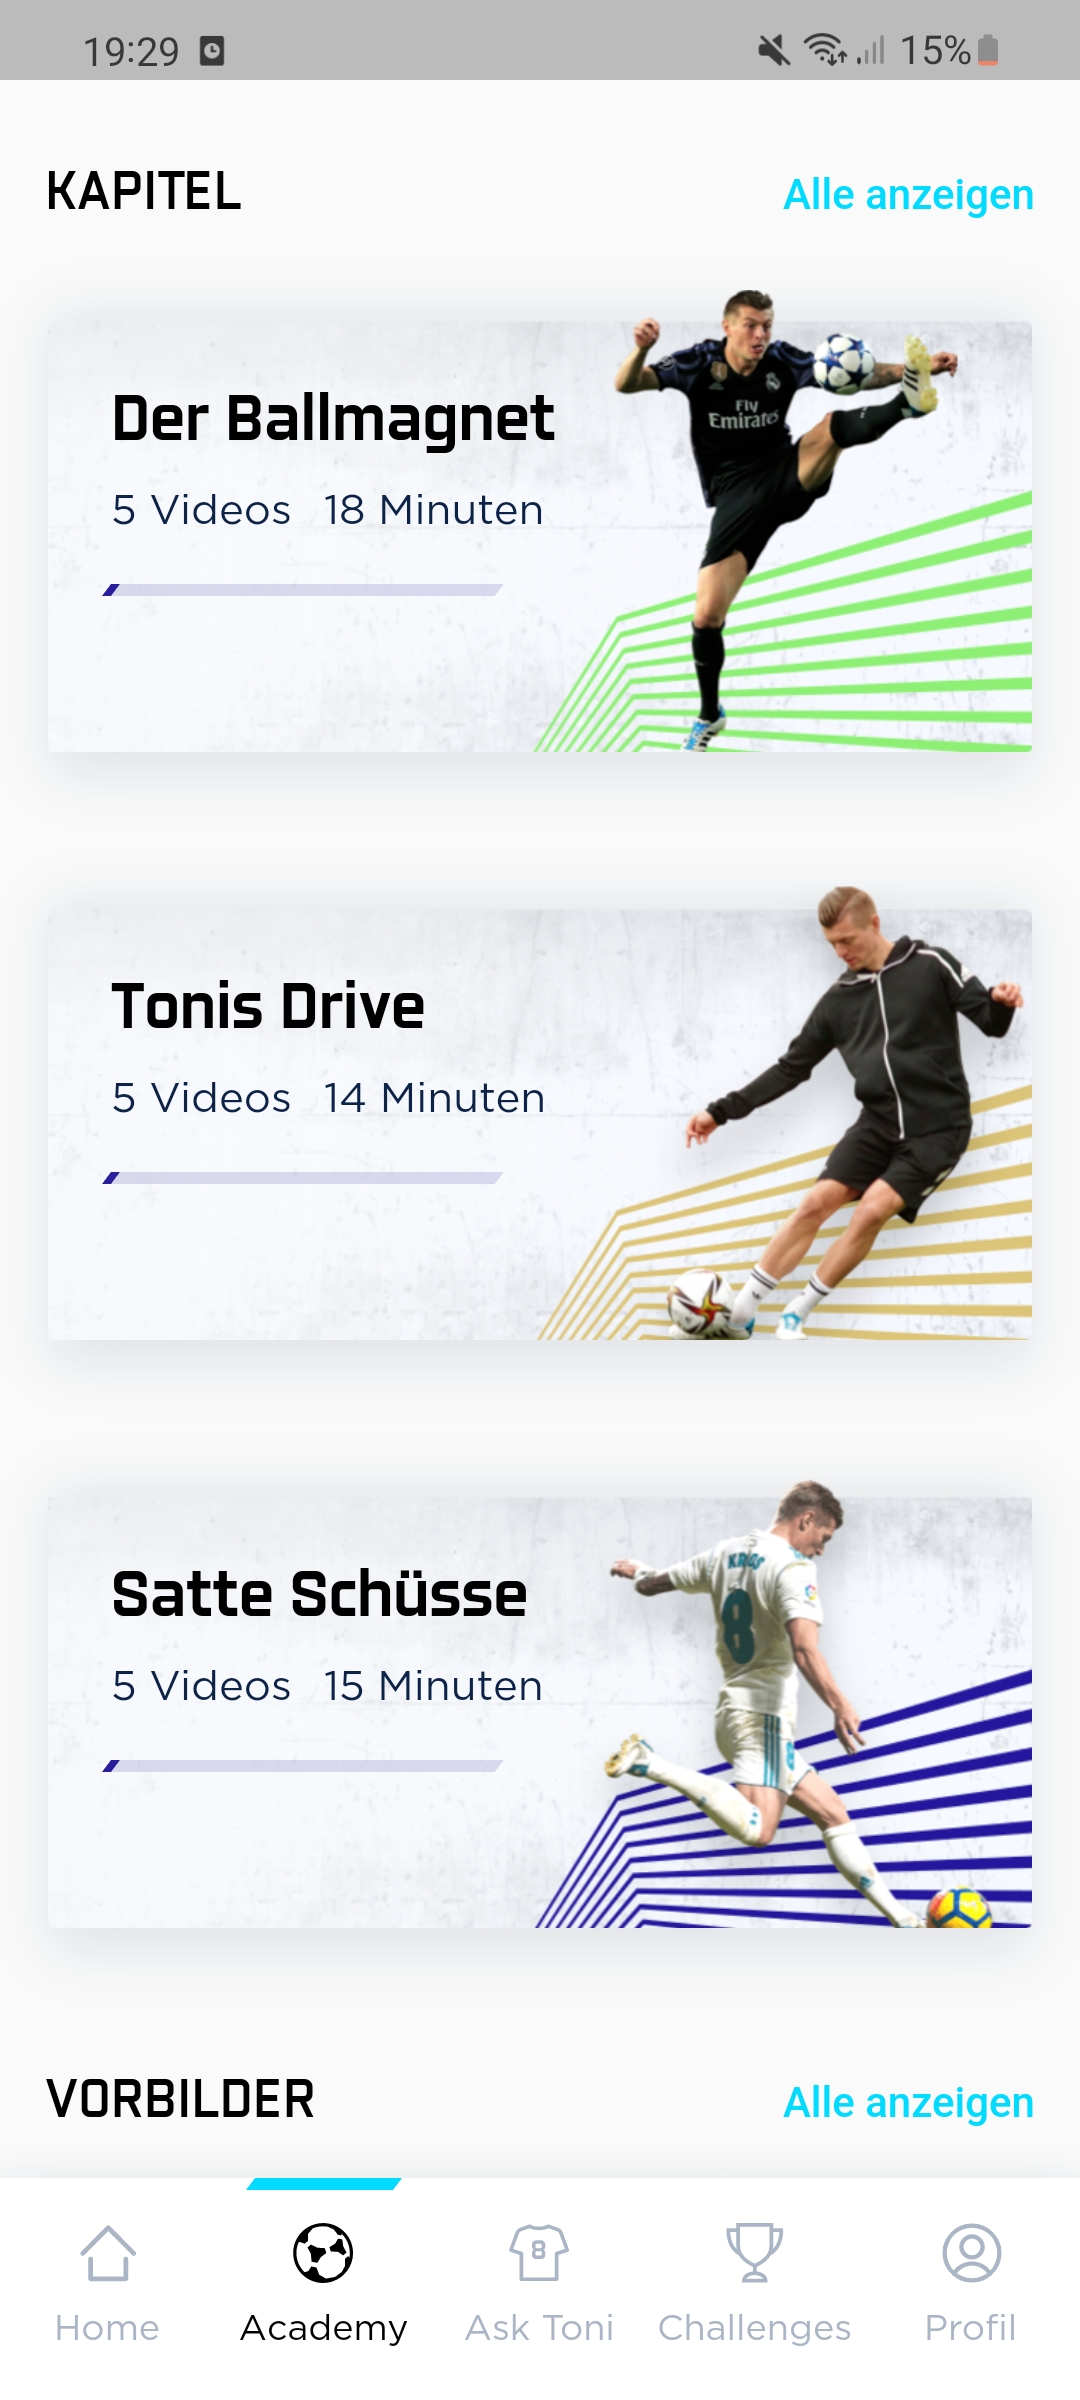 19:29 15%
KAPITEL Alle anzeigen
Der Ballmagnet
5 Videos 18 Minuten
Fly
Emirates
Tonis Drive
5 Videos 14 Minuten
Satte Schüsse
5 Videos 15 Minuten
KROOS
8
VORBILDER Alle anzeigen
8
Home Academy Ask Toni Challenges Profil